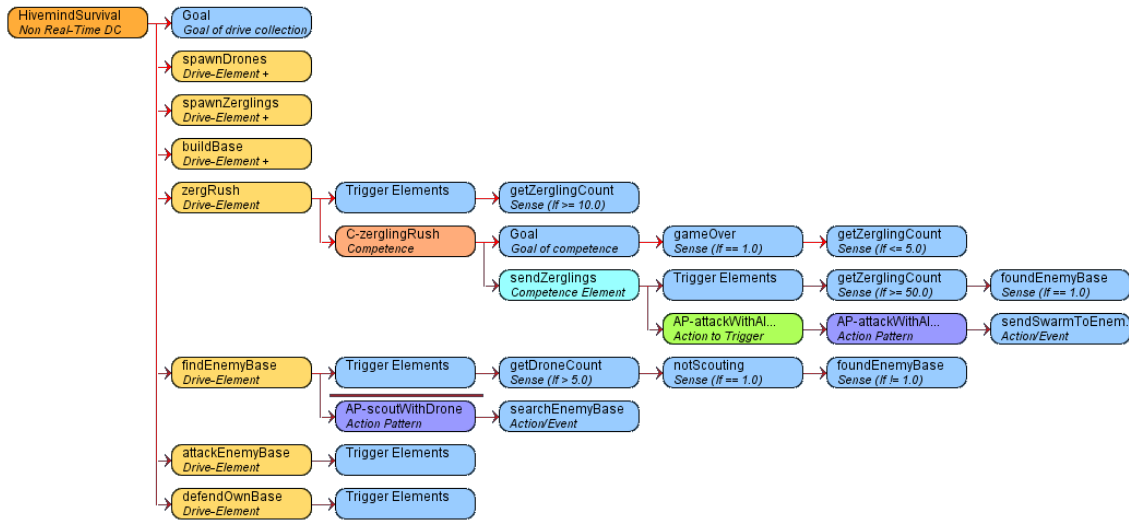 HivemindSurvival
Non Real-Time DC
Goal
Goal of drive collection
spawnDrones
Drive-Element +
spawnZerglings
Drive-Element +
buildBase
Drive-Element +
zergRush
Drive-Element
Trigger Elements
getZerglingCount
Sense (If >= 10.0)
C-zerglingRush
Competence
Goal
Goal of competence
gameOver
Sense (If == 1.0)
getZerglingCount
Sense (If <= 5.0)
sendZerglings
Competence Element
Trigger Elements
getZerglingCount
Sense (If >= 50.0)
foundEnemyBase
Sense (If == 1.0)
AP-attackWithAl...
Action to Trigger
AP-attackWithAl...
Action Pattern
sendSwarmToEnem...
Action/Event
findEnemyBase
Drive-Element
Trigger Elements
getDroneCount
Sense (If > 5.0)
notScouting
Sense (If == 1.0)
foundEnemyBase
Sense (If != 1.0)
AP-scoutWithDrone
Action Pattern
searchEnemyBase
Action/Event
attackEnemyBase
Drive-Element
Trigger Elements
defendOwnBase
Drive-Element
Trigger Elements